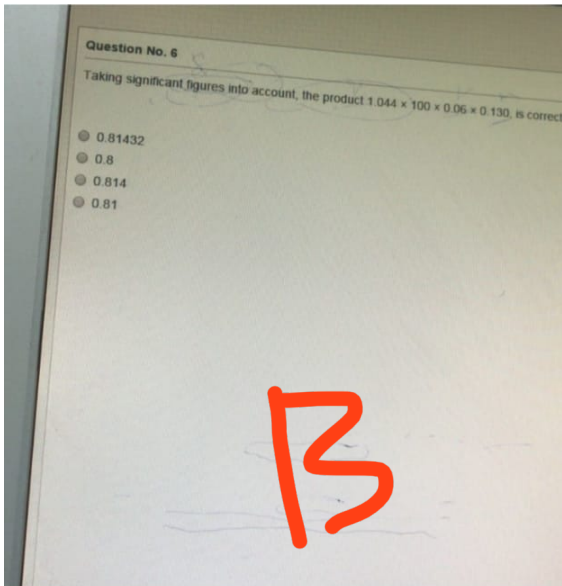 Question No. 6
Taking significant figures into account, the product 1.044 × 100 × 0.06 × 0.130, is correct
0.81432
0.8
0.814
0.81
B